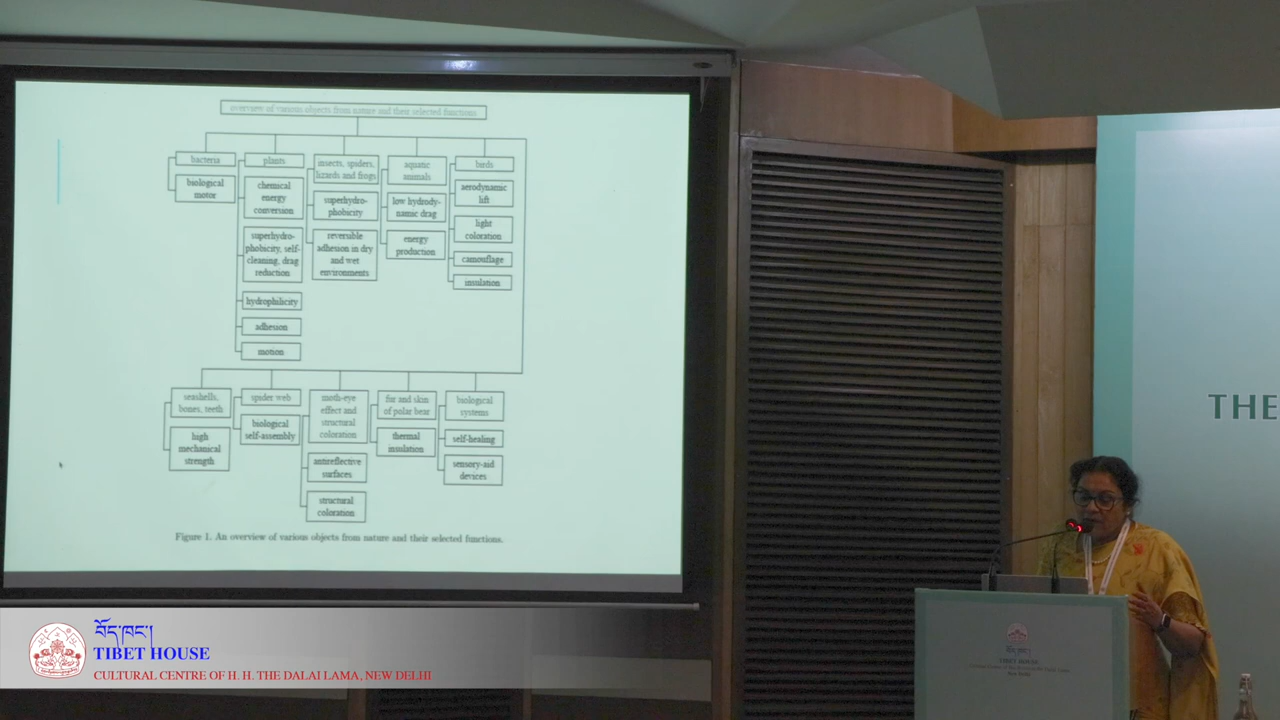 overview of various objects from nature and their selected functions
bacteria
biological
motor
plants
chemical
energy
conversion
superhydro-
phobicity, self-
cleaning, drag
reduction
hydrophilicity
adhesion
motion
insects, spiders,
lizards and frogs
superhydro-
phobicity
reversible
adhesion in dry
and wet
environments
aquatic
animals
low hydrody-
namic drag
energy
production
birds
aerodynamic
lift
light
coloration
camouflage
insulation
seashells,
bones, teeth
high
mechanical
strength
spider web
biological
self-assembly
moth-eye
effect and
structural
coloration
antireflective
surfaces
structural
coloration
fur and skin
of polar bear
thermal
insulation
biological
systems
self-healing
sensory-aid
devices
Figure 1. An overview of various objects from nature and their selected functions.
THE
བོད་ཁང་།
TIBET HOUSE
CULTURAL CENTRE OF H. H. THE DALAI LAMA, NEW DELHI
བོད་ཁང་།
TIBET HOUSE
New Delhi